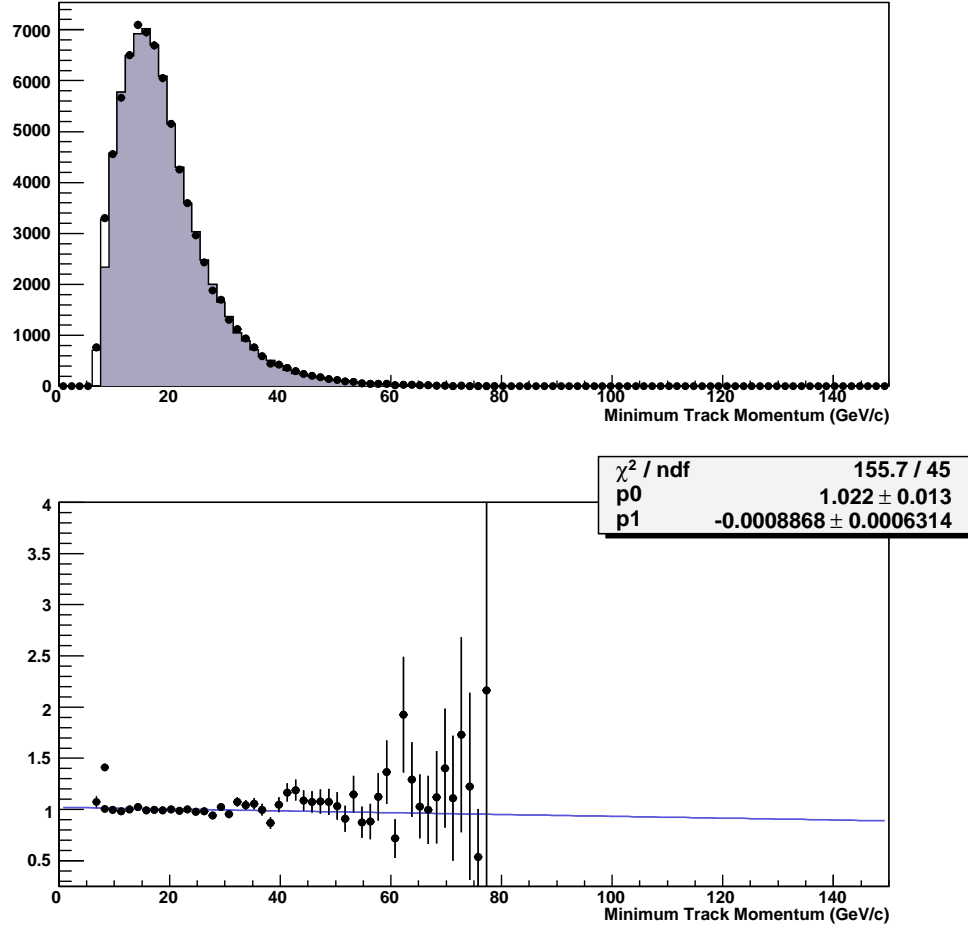 7000
6000
5000
4000
3000
2000
1000
0
0 20 40 60 80 100 120 140
Minimum Track Momentum (GeV/c)
χ² / ndf 155.7 / 45
p0 1.022 ± 0.013
p1 -0.0008868 ± 0.0006314
4
3.5
3
2.5
2
1.5
1
0.5
0 20 40 60 80 100 120 140
Minimum Track Momentum (GeV/c)